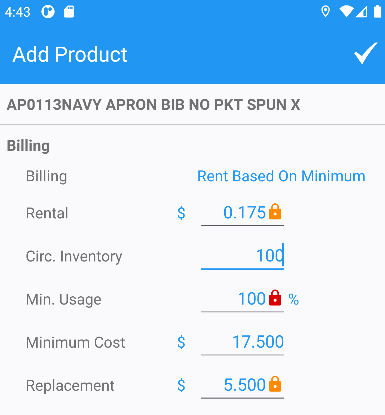 4:43
Add Product
AP0113NAVY APRON BIB NO PKT SPUN X
Billing
Billing Rent Based On Minimum
Rental $ 0.175
Circ. Inventory 100
Min. Usage 100 %
Minimum Cost $ 17.500
Replacement $ 5.500